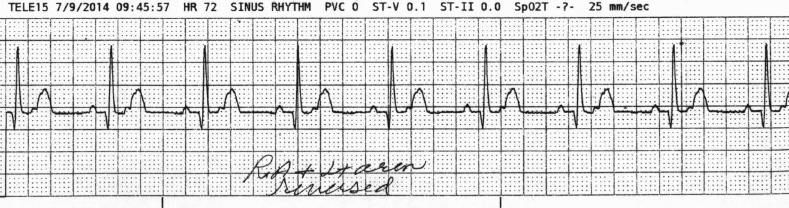 TELE15 7/9/2014 09:45:57 HR 72 SINUS RHYTHM PVC 0 ST-V 0.1 ST-II 0.0 SpO2T -?- 25 mm/sec
+ Lt arm
reversed